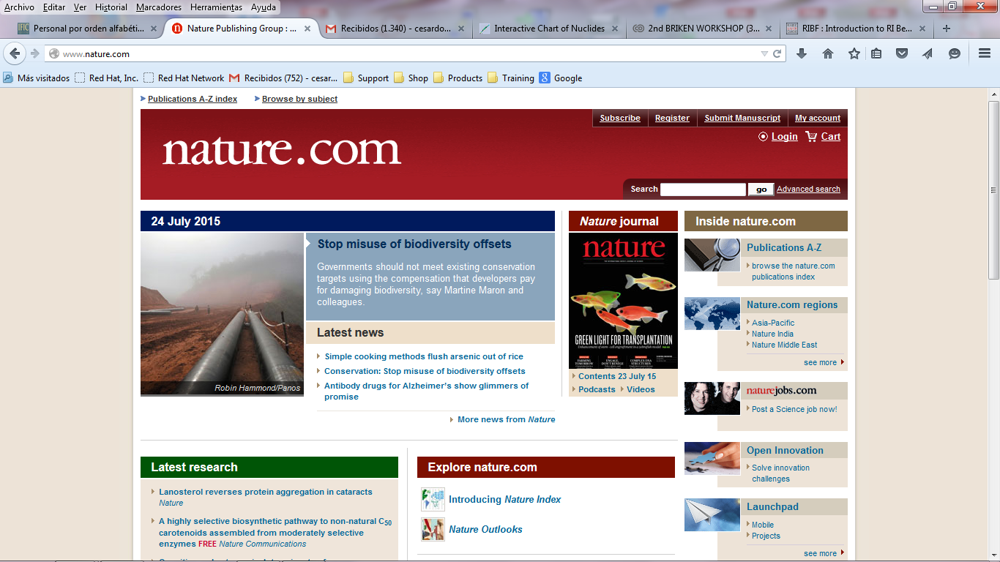 Archivo Editar Ver Historial Marcadores Herramientas Ayuda
IFIC Personal por orden alfabéti... × Nature Publishing Group : ... × Recibidos (1.340) - cesardo... × Interactive Chart of Nuclides × 2nd BRIKEN WORKSHOP (3... × RIBF : Introduction to RI Be... × +
www.nature.com
Más visitados Red Hat, Inc. Red Hat Network Recibidos (752) - cesar... Support Shop Products Training Google
Publications A-Z index Browse by subject
Subscribe Register Submit Manuscript My account
Login Cart
nature.com
Search go Advanced search
24 July 2015
Stop misuse of biodiversity offsets
Governments should not meet existing conservation
targets using the compensation that developers pay
for damaging biodiversity, say Martine Maron and
colleagues.
Robin Hammond/Panos
Latest news
Simple cooking methods flush arsenic out of rice
Conservation: Stop misuse of biodiversity offsets
Antibody drugs for Alzheimer's show glimmers of
promise
More news from Nature
Nature journal
nature
GREEN LIGHT FOR TRANSPLANTATION
Contents 23 July 15
Podcasts Videos
Inside nature.com
Publications A-Z
browse the nature.com
publications index
Nature.com regions
Asia-Pacific
Nature India
Nature Middle East
see more
naturejobs.com
Post a Science job now!
Open Innovation
Solve innovation
challenges
Launchpad
Mobile
Projects
see more
Latest research
Lanosterol reverses protein aggregation in cataracts
Nature
A highly selective biosynthetic pathway to non-natural C50
carotenoids assembled from moderately selective
enzymes FREE Nature Communications
Explore nature.com
Introducing Nature Index
Nature Outlooks